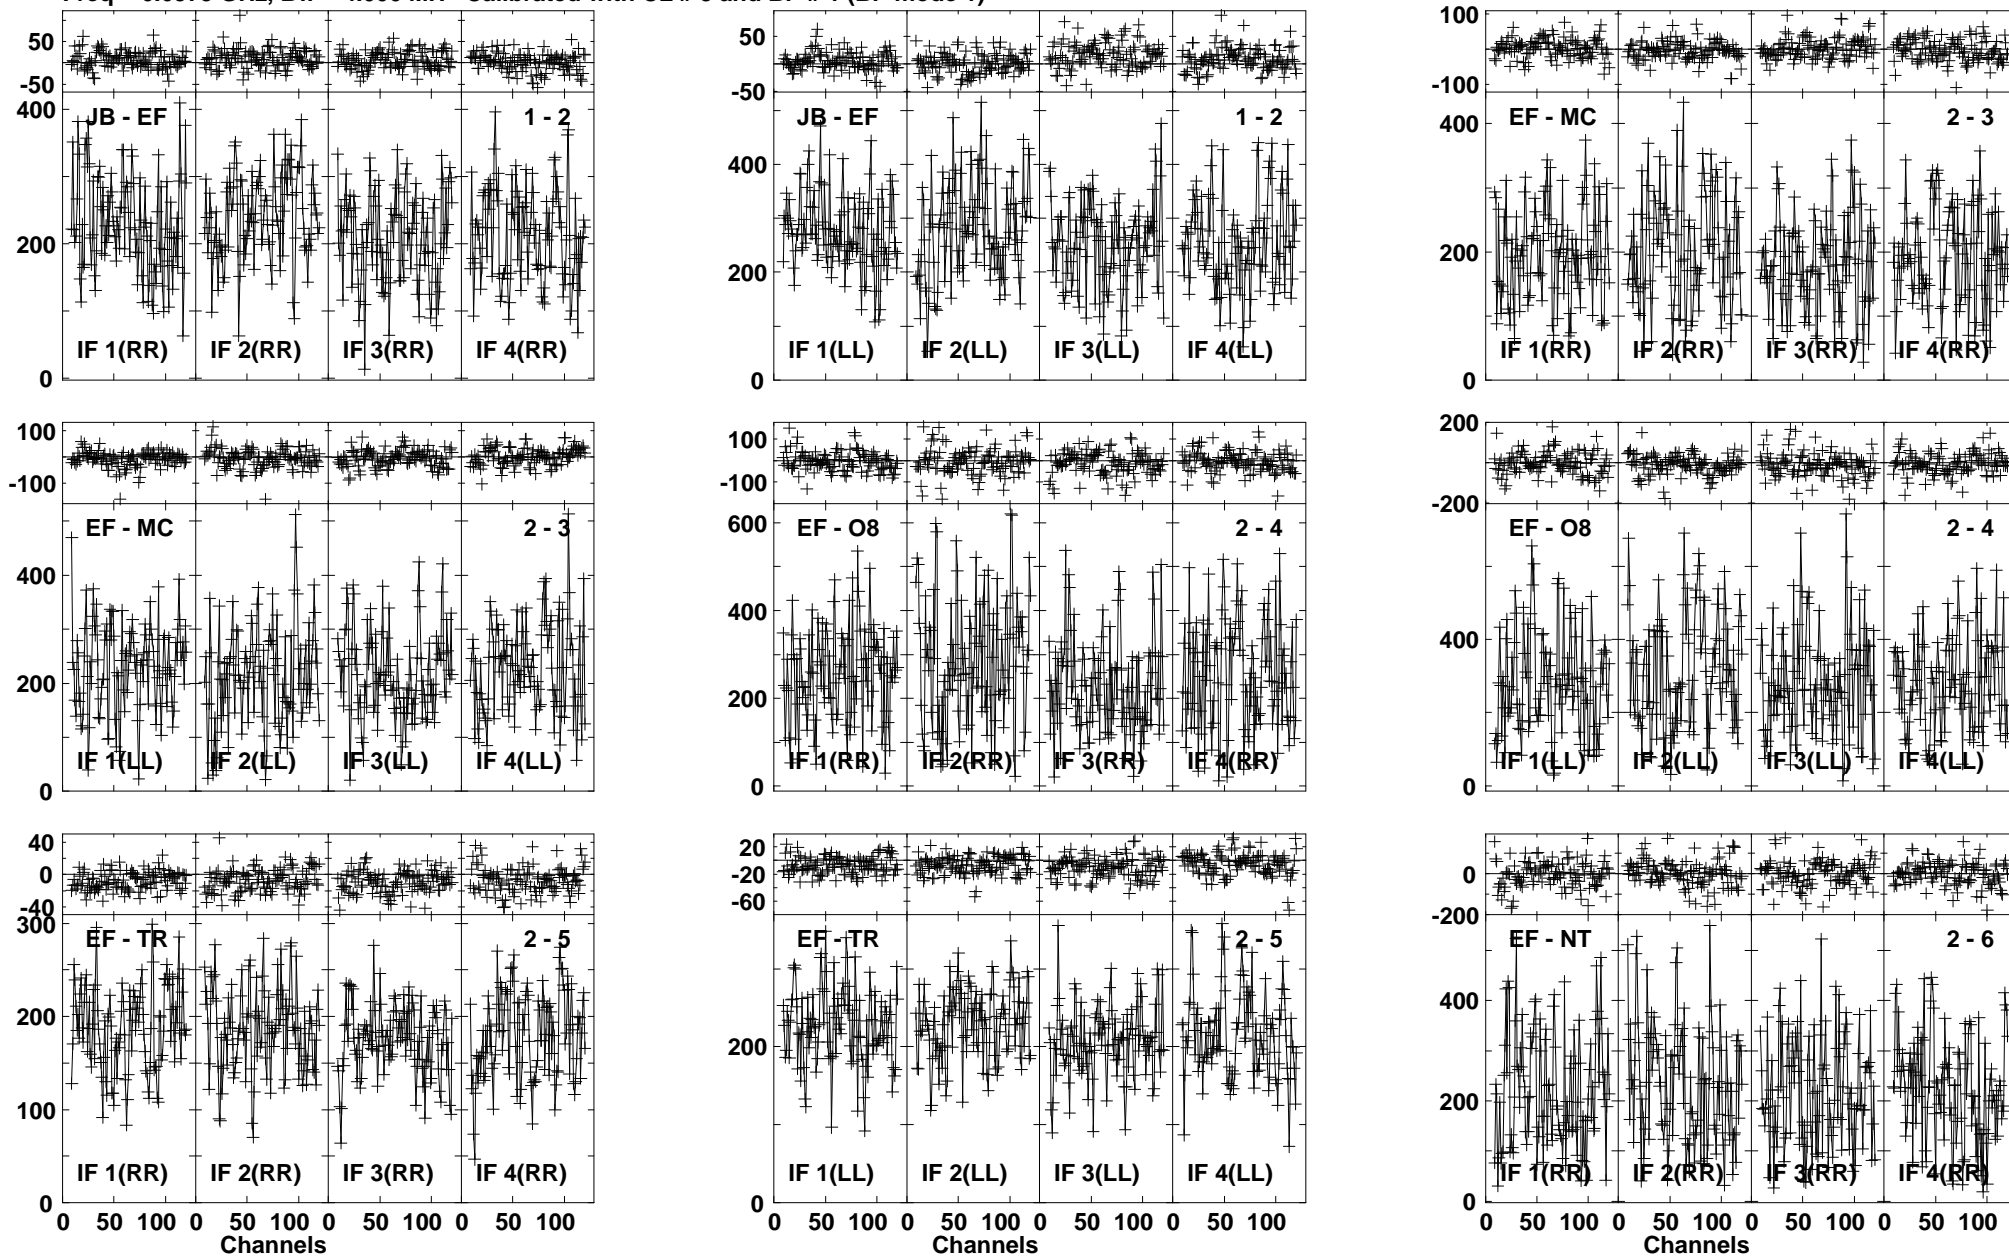 50
-50
400
200
0
JB - EF
1 - 2
IF 1(RR)
IF 2(RR)
IF 3(RR)
IF 4(RR)
50
-50
400
200
0
JB - EF
1 - 2
IF 1(LL)
IF 2(LL)
IF 3(LL)
IF 4(LL)
100
-100
400
200
0
EF - MC
2 - 3
IF 1(RR)
IF 2(RR)
IF 3(RR)
IF 4(RR)
100
-100
400
200
0
EF - MC
2 - 3
IF 1(LL)
IF 2(LL)
IF 3(LL)
IF 4(LL)
100
-100
600
400
200
0
EF - O8
2 - 4
IF 1(RR)
IF 2(RR)
IF 3(RR)
IF 4(RR)
200
-200
400
0
EF - O8
2 - 4
IF 1(LL)
IF 2(LL)
IF 3(LL)
IF 4(LL)
40
0
-40
300
200
100
0
EF - TR
2 - 5
IF 1(RR)
IF 2(RR)
IF 3(RR)
IF 4(RR)
0 50 100 0 50 100 0 50 100 0 50 100
Channels
20
-20
-60
200
0
EF - TR
2 - 5
IF 1(LL)
IF 2(LL)
IF 3(LL)
IF 4(LL)
0 50 100 0 50 100 0 50 100 0 50 100
Channels
0
-200
400
200
0
EF - NT
2 - 6
IF 1(RR)
IF 2(RR)
IF 3(RR)
IF 4(RR)
0 50 100 0 50 100 0 50 100 0 50 100
Channels